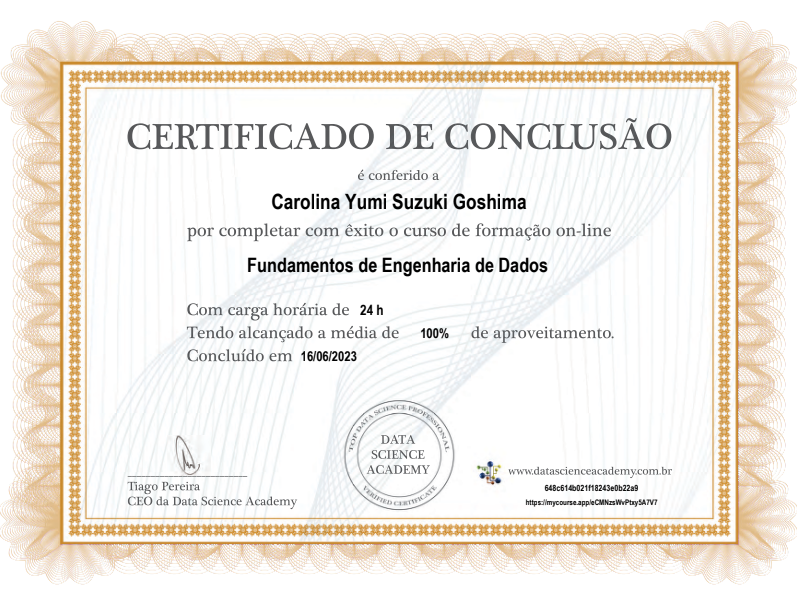 CERTIFICADO DE CONCLUSÃO
é conferido a
Carolina Yumi Suzuki Goshima
por completar com êxito o curso de formação on-line
Fundamentos de Engenharia de Dados
Com carga horária de 24 h
Tendo alcançado a média de 100% de aproveitamento.
Concluído em 16/06/2023
TOP DATA SCIENCE PROFESSIONAL
DATA
SCIENCE
ACADEMY
VERIFIED CERTIFICATE
Tiago Pereira
CEO da Data Science Academy
www.datascienceacademy.com.br
648c614b021f18243e0b22a9
https://mycourse.app/eCMNzsWvPtxy5A7V7